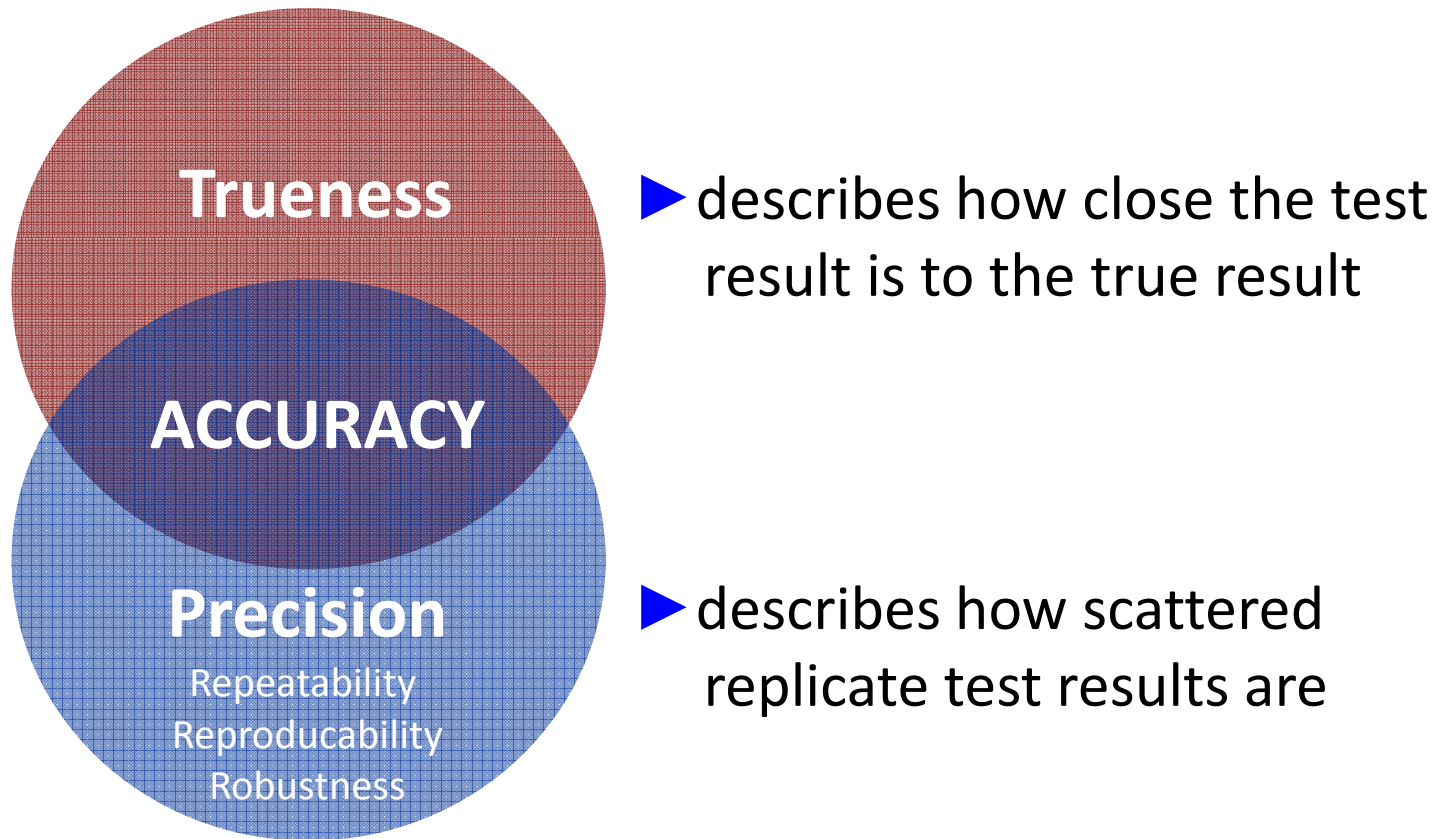 Trueness
► describes how close the test
result is to the true result
ACCURACY
Precision
► describes how scattered
replicate test results are
Repeatability
Reproducability
Robustness